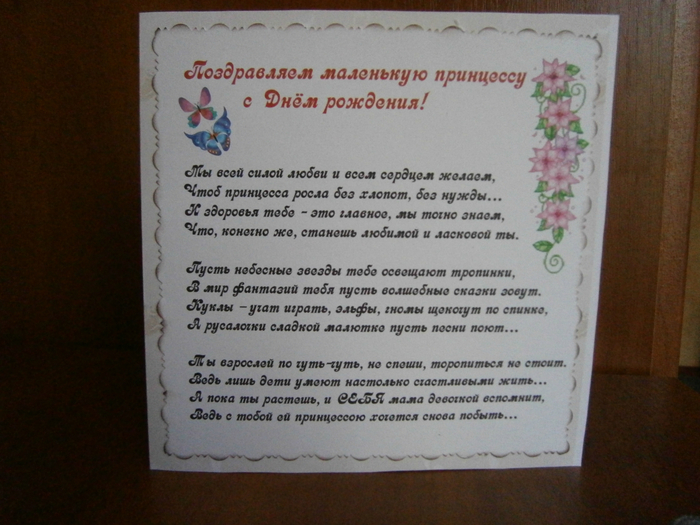 Поздравляем маленькую принцессу
с Днём рождения!
Мы всей силой любви и всем сердцем желаем,
Чтоб принцесса росла без хлопот, без нужды...
И здоровья тебе - это главное, мы точно знаем,
Что, конечно же, станешь любимой и ласковой ты.
Пусть небесные звезды тебе освещают тропинки,
В мир фантазий тебя пусть волшебные сказки зовут.
Куклы – учат играть, эльфы, гномы щекочут по спинке,
А русалочки сладкой малютке пусть песни поют...
Ты взрослей по чуть-чуть, не спеши, торопиться не стоит.
Ведь лишь дети умеют настолько счастливыми жить...
А пока ты растешь, и СЕБЯ мама девочкой вспомнит,
Ведь с тобой ей принцессою хочется снова побыть...